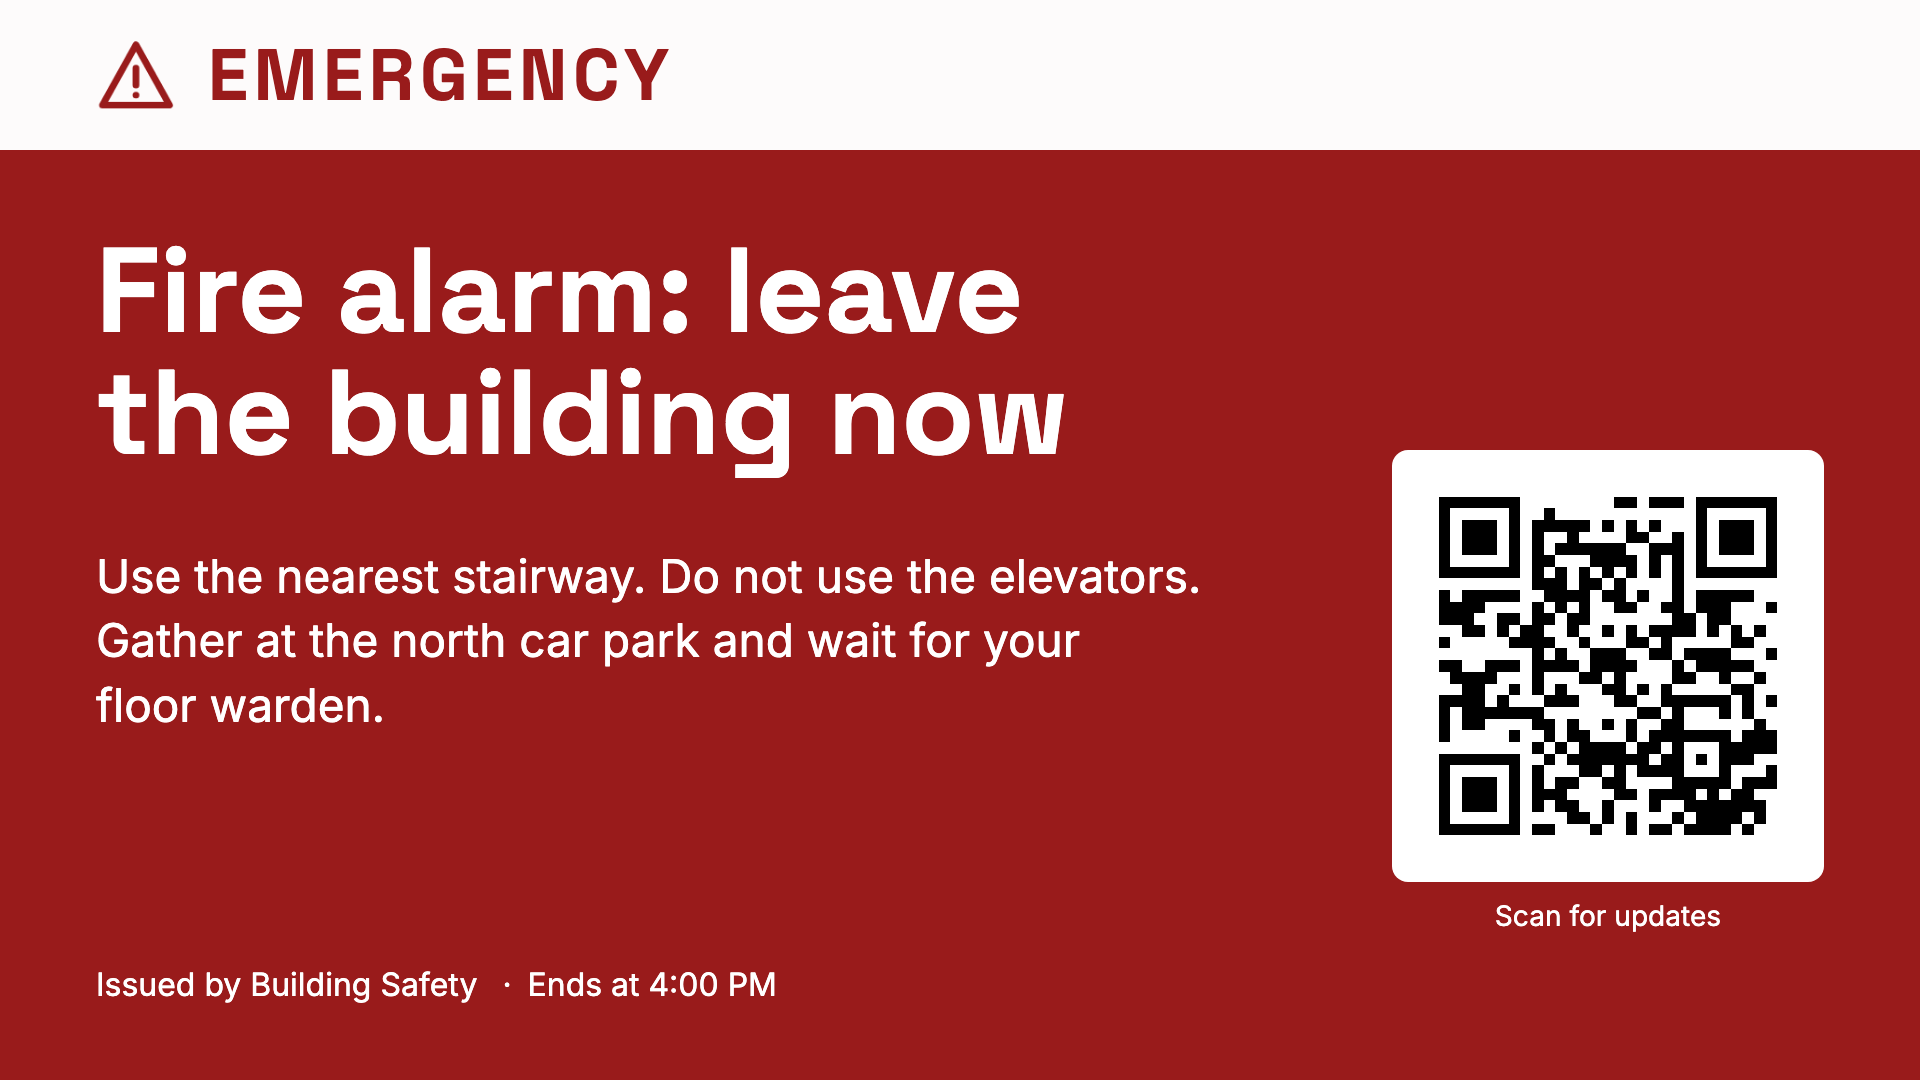 EMERGENCY
Fire alarm: leave
the building now
Use the nearest stairway. Do not use the elevators.
Gather at the north car park and wait for your
floor warden.
Scan for updates
Issued by Building Safety · Ends at 4:00 PM